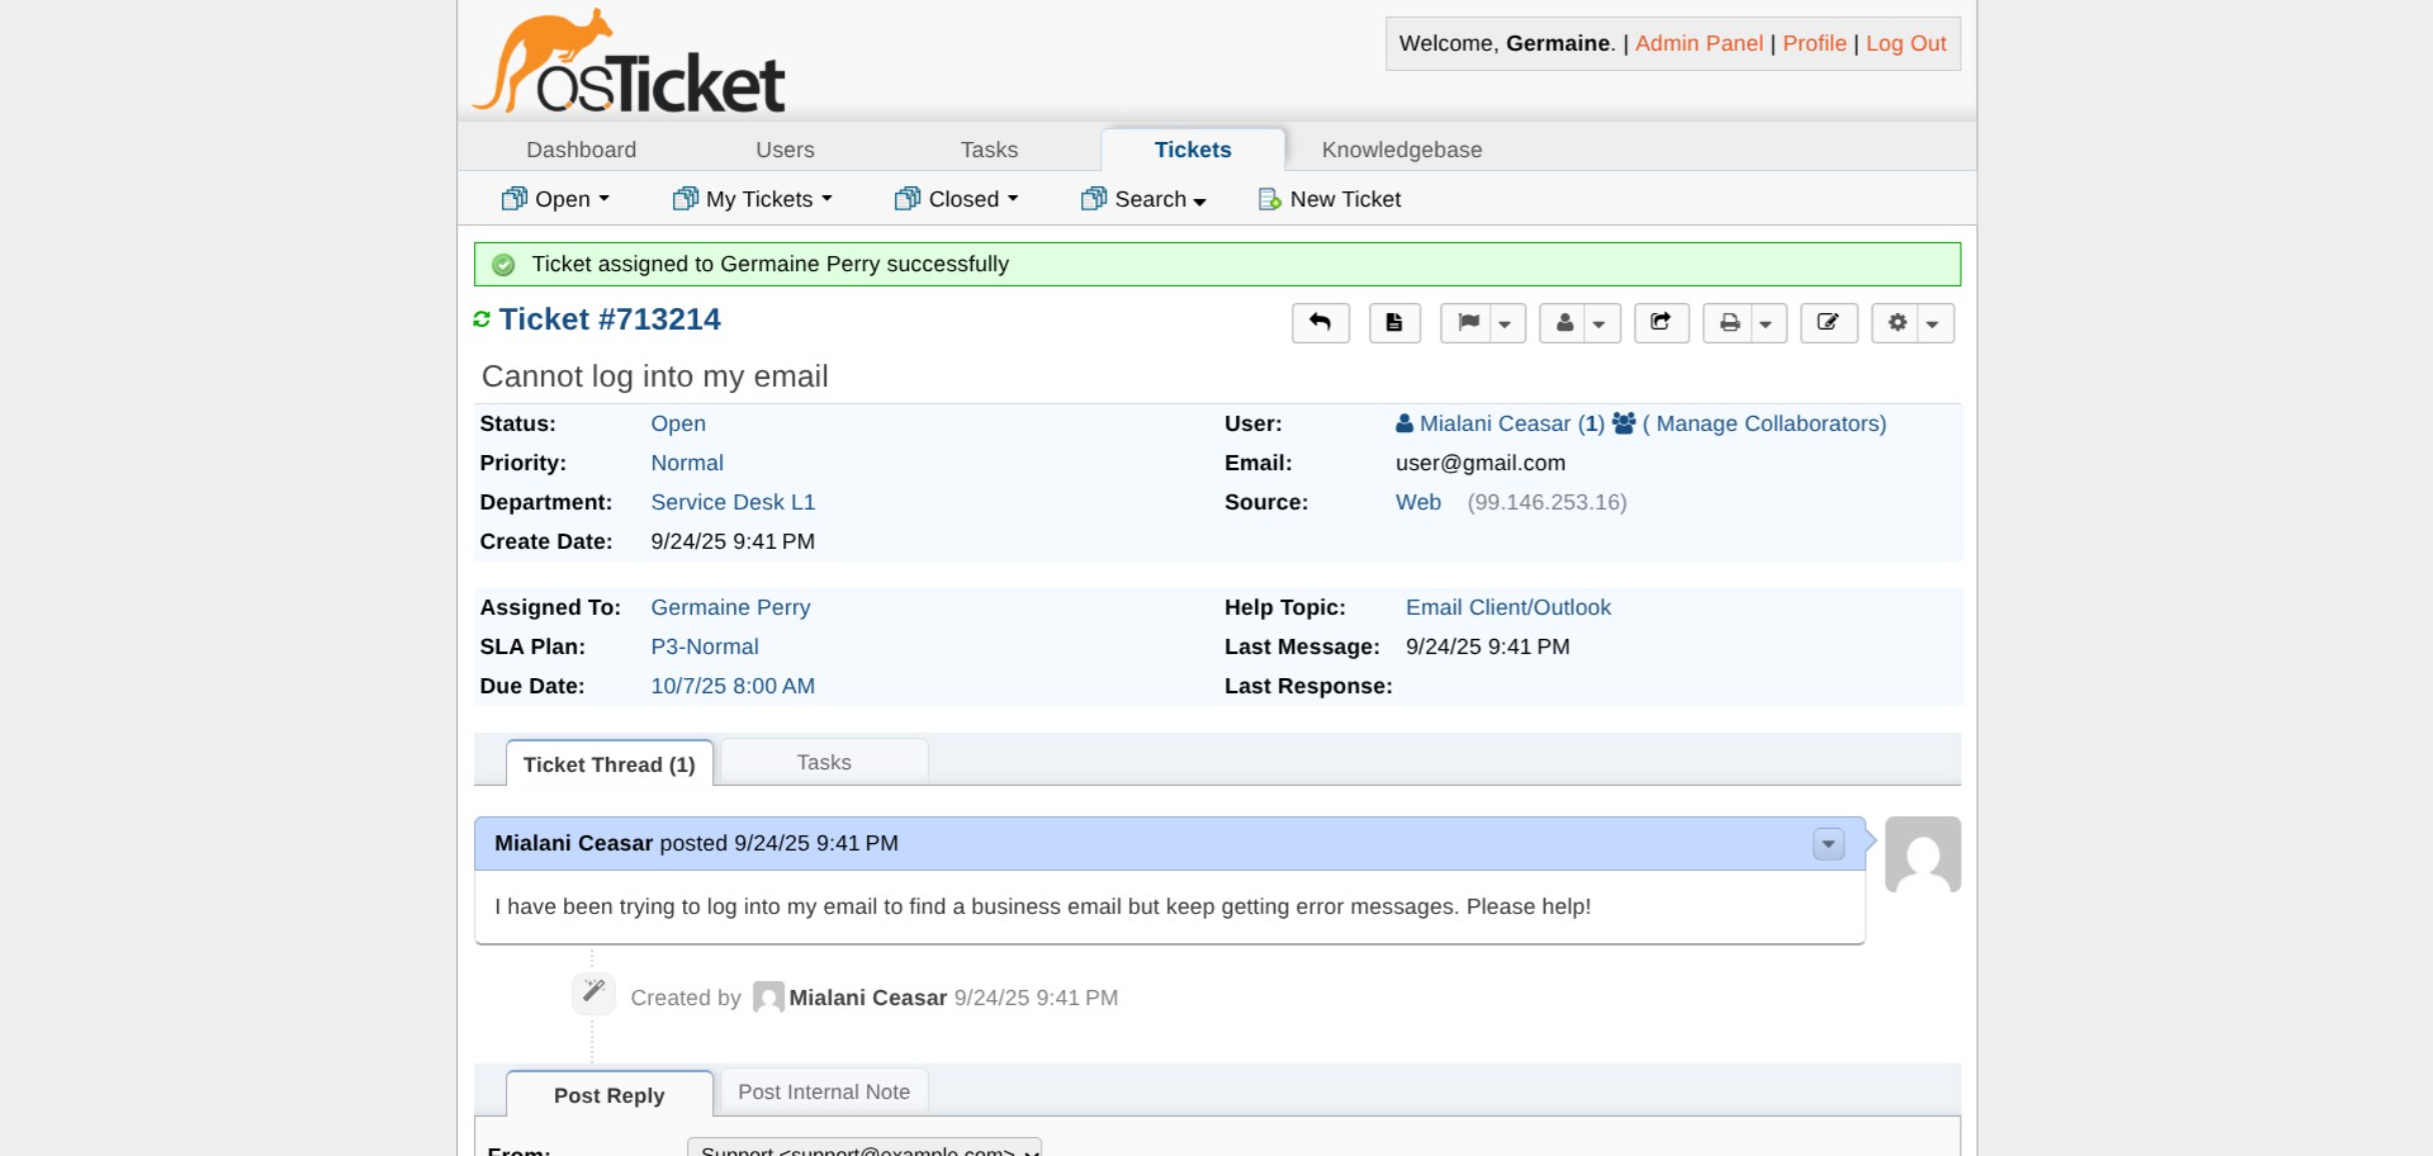 osTicket
Welcome, Germaine. | Admin Panel | Profile | Log Out
Dashboard Users Tasks Tickets Knowledgebase
Open My Tickets Closed Search New Ticket
Ticket assigned to Germaine Perry successfully
Ticket #713214
Cannot log into my email
Status: Open User: Mialani Ceasar (1) ( Manage Collaborators)
Priority: Normal Email: user@gmail.com
Department: Service Desk L1 Source: Web (99.146.253.16)
Create Date: 9/24/25 9:41 PM
Assigned To: Germaine Perry Help Topic: Email Client/Outlook
SLA Plan: P3-Normal Last Message: 9/24/25 9:41 PM
Due Date: 10/7/25 8:00 AM Last Response:
Ticket Thread (1) Tasks
Mialani Ceasar posted 9/24/25 9:41 PM
I have been trying to log into my email to find a business email but keep getting error messages. Please help!
Created by Mialani Ceasar 9/24/25 9:41 PM
Post Reply Post Internal Note
From: Support <support@example.com>